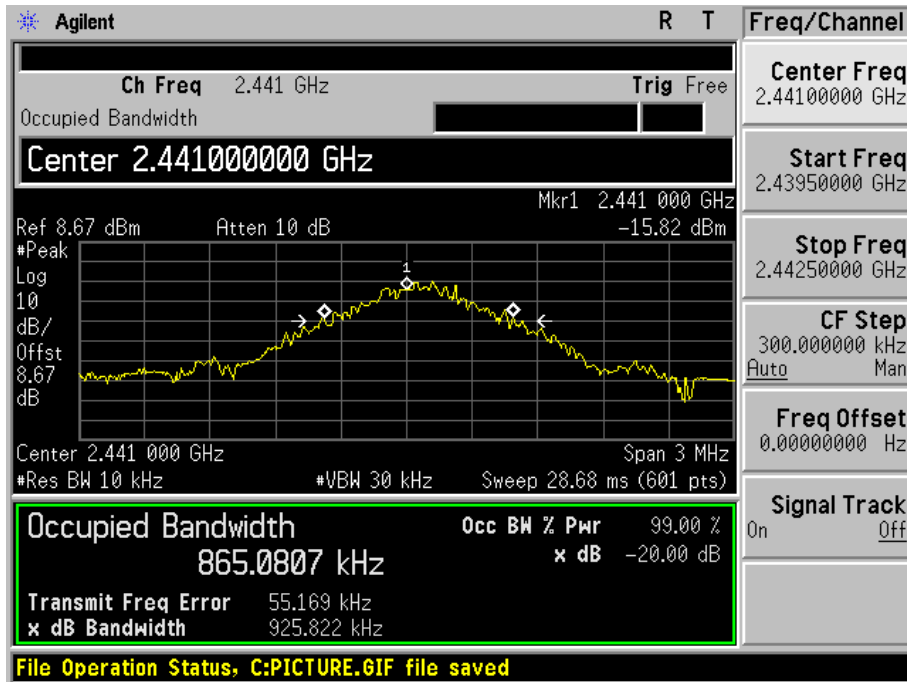 Agilent R T Freq/Channel
Ch Freq 2.441 GHz Trig Free
Occupied Bandwidth
Center 2.441000000 GHz
Mkr1 2.441 000 GHz
Ref 8.67 dBm Atten 10 dB -15.82 dBm
#Peak
Log
10
dB/
Offst
8.67
dB
1
Center 2.441 000 GHz Span 3 MHz
#Res BW 10 kHz #VBW 30 kHz Sweep 28.68 ms (601 pts)
Occupied Bandwidth Occ BW % Pwr 99.00 %
865.0807 kHz x dB -20.00 dB
Transmit Freq Error 55.169 kHz
x dB Bandwidth 925.822 kHz
Center Freq
2.44100000 GHz
Start Freq
2.43950000 GHz
Stop Freq
2.44250000 GHz
CF Step
300.000000 kHz
Auto Man
Freq Offset
0.00000000 Hz
Signal Track
On Off
File Operation Status, C:PICTURE.GIF file saved